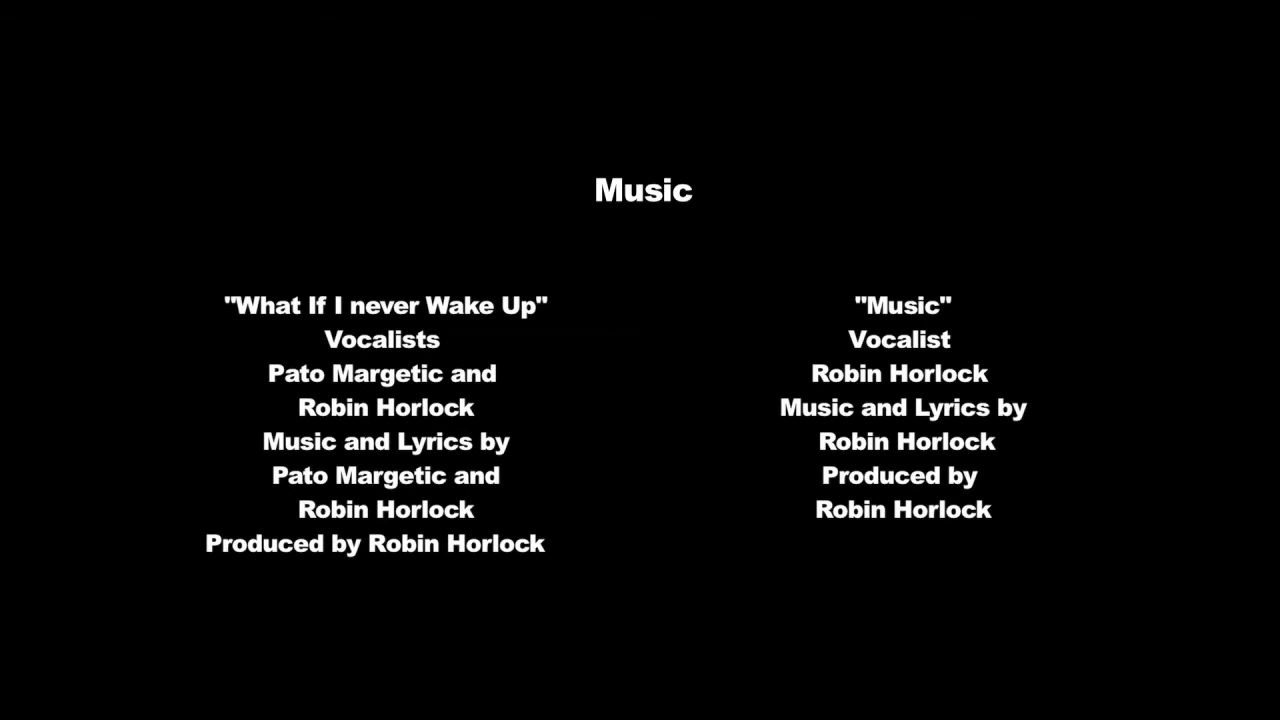 Music
"What If I never Wake Up"
Vocalists
Pato Margetic and
Robin Horlock
Music and Lyrics by
Pato Margetic and
Robin Horlock
Produced by Robin Horlock
"Music"
Vocalist
Robin Horlock
Music and Lyrics by
Robin Horlock
Produced by
Robin Horlock